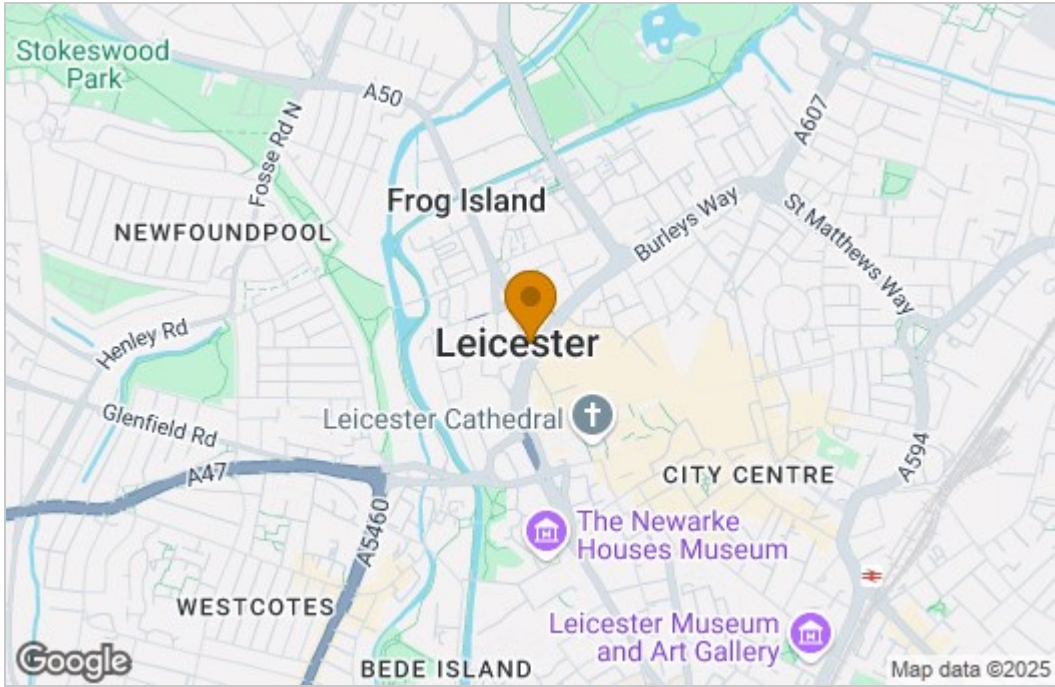 Stokeswood
Park
A50
A607
Fosse Rd N
Frog Island
NEWFOUNDPOOL
Burleys Way
St Matthews Way
Henley Rd
Leicester
Leicester Cathedral
Glenfield Rd
A594
A47
CITY CENTRE
A5460
The Newarke
Houses Museum
WESTCOTES
Leicester Museum
and Art Gallery
BEDE ISLAND
Google
Map data ©2025